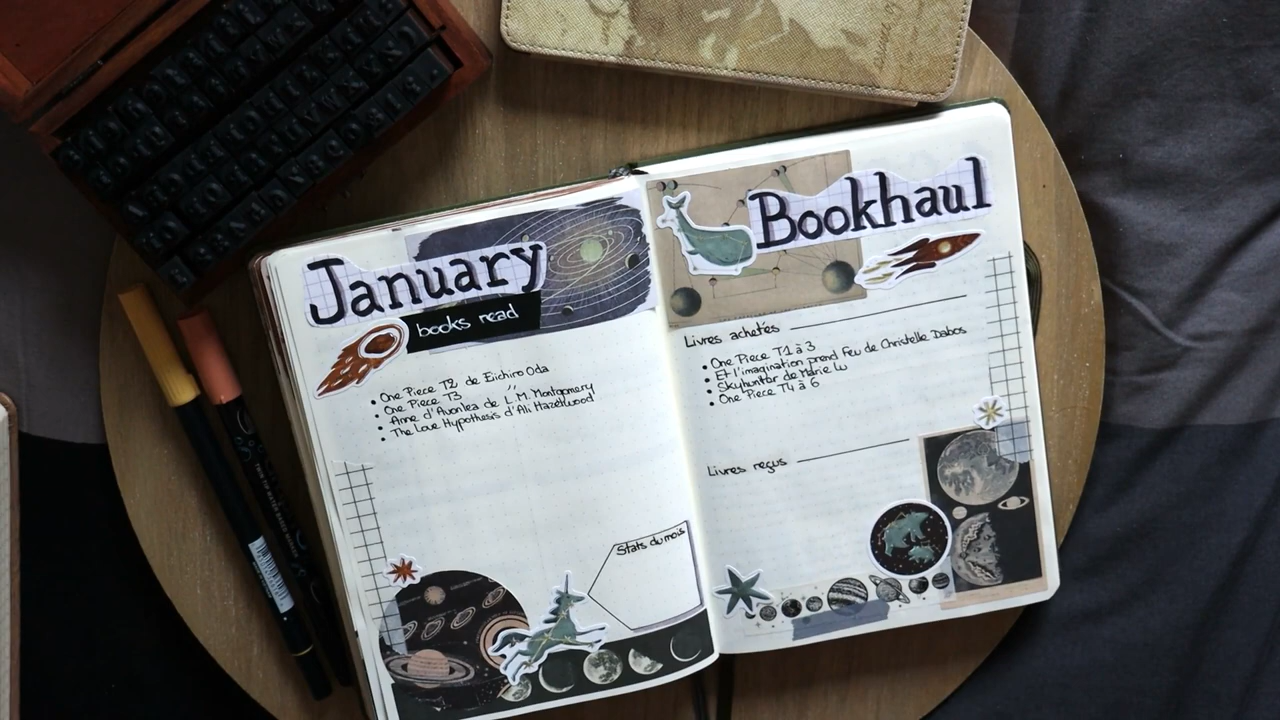 January
books read
• One Piece T2 de Eiichiro Oda
• One Piece T3 ,,
• Anne d'Avonlea de L. M. Montgomery
• The Love Hypothesis d'Ali Hazelwood
Stats du mois
Bookhaul
Livres achetés
• One Piece T1 à 3
• Et l'imagination prend feu de Christelle Dabos
• Skyhunter de Marie Lu
• One Piece T4 à 6
Livres reçus